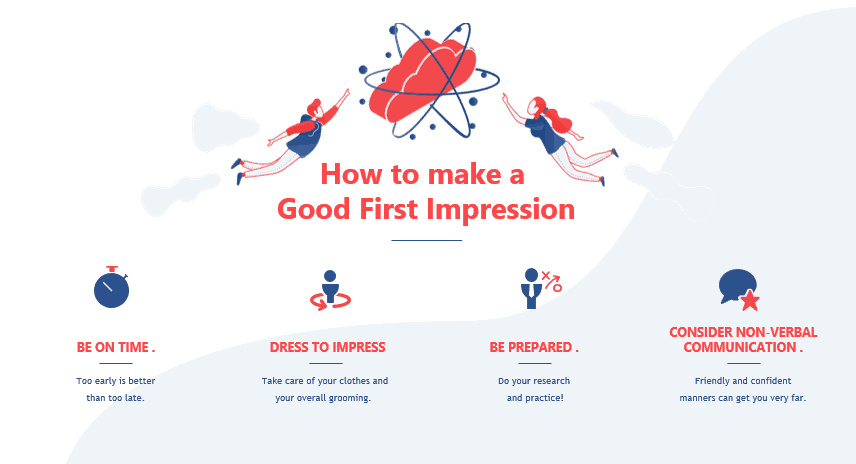 How to make a
Good First Impression
BE ON TIME .
Too early is better
than too late.
DRESS TO IMPRESS
Take care of your clothes and
your overall grooming.
BE PREPARED .
Do your research
and practice!
CONSIDER NON-VERBAL
COMMUNICATION .
Friendly and confident
manners can get you very far.